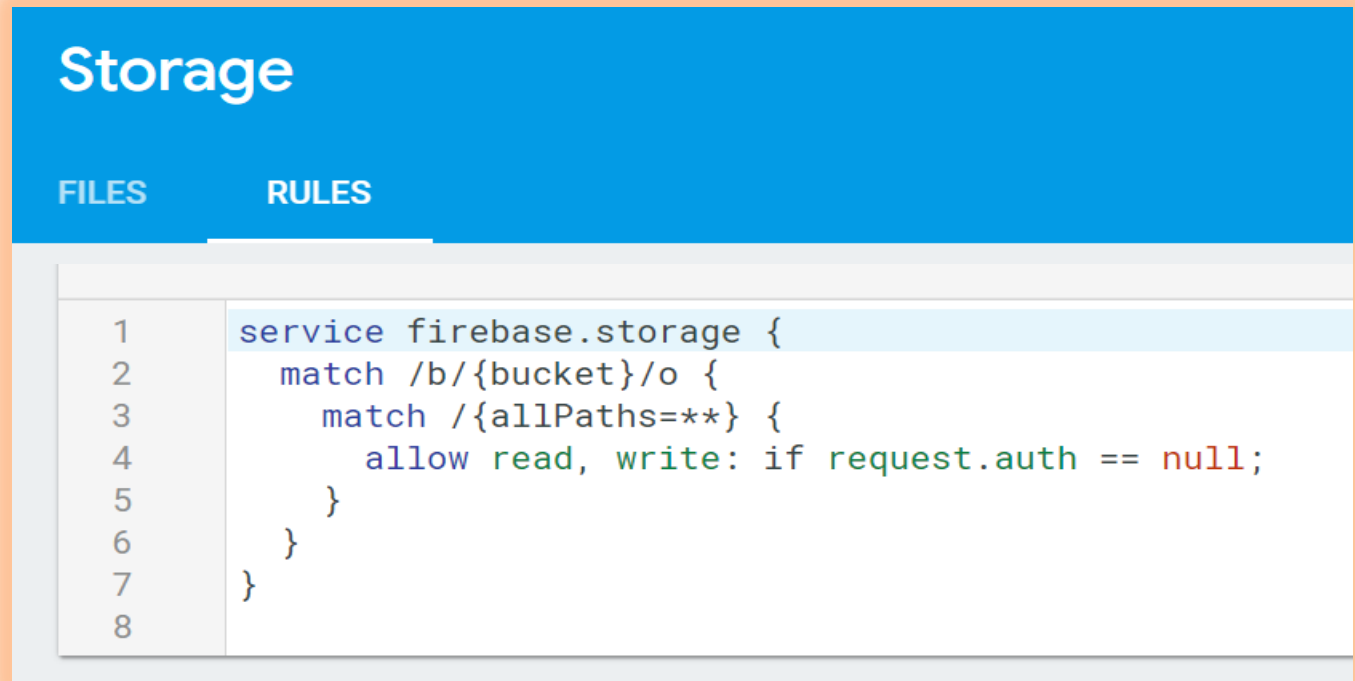 Storage
FILES RULES
1 service firebase.storage {
2 match /b/{bucket}/o {
3 match /{allPaths=**} {
4 allow read, write: if request.auth == null;
5 }
6 }
7 }
8